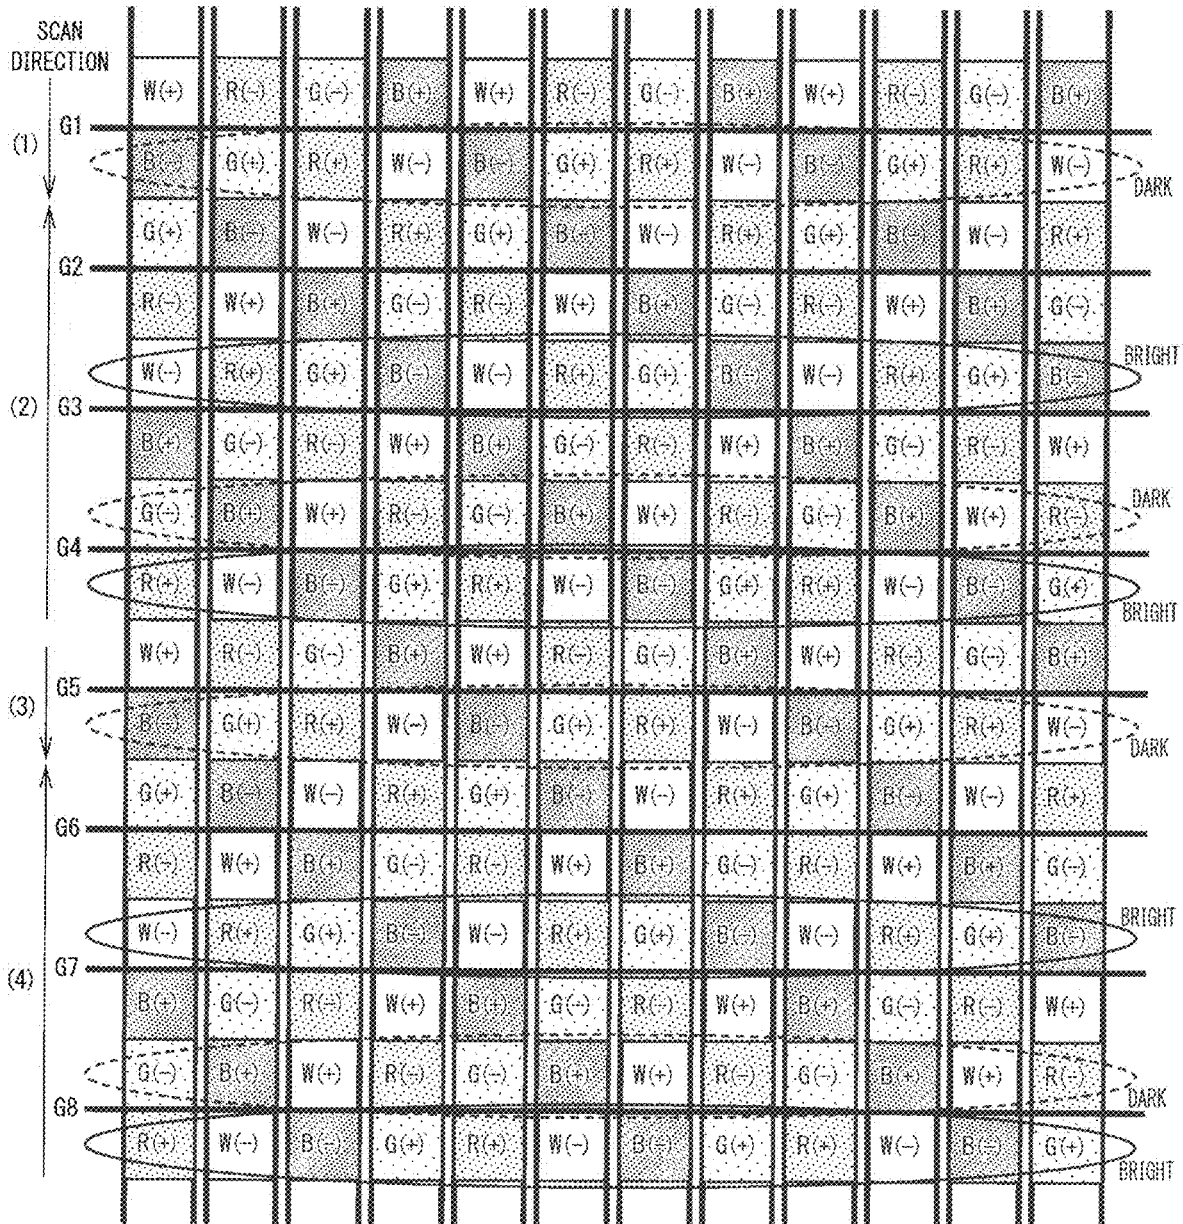 SCAN
DIRECTION
W(+) R(−) G(−) B(+) W(+) R(−) G(−) B(+) W(+) R(−) G(−) B(+)
G1
(1)
B(−) G(+) R(+) W(−) B(−) G(+) R(+) W(−) B(−) G(+) R(+) W(−)
DARK
G(+) B(−) W(−) R(+) G(+) B(−) W(−) R(+) G(+) B(−) W(−) R(+)
G2
R(−) W(+) B(+) G(−) R(−) W(+) B(+) G(−) R(−) W(+) B(+) G(−)
BRIGHT
W(−) R(+) G(+) B(−) W(−) R(+) G(+) B(−) W(−) R(+) G(+) B(−)
(2) G3
B(+) G(−) R(−) W(+) B(+) G(−) R(−) W(+) B(+) G(−) R(−) W(+)
DARK
G(−) B(+) W(+) R(−) G(−) B(+) W(+) R(−) G(−) B(+) W(+) R(−)
G4
R(+) W(−) B(−) G(+) R(+) W(−) B(−) G(+) R(+) W(−) B(−) G(+)
BRIGHT
W(+) R(−) G(−) B(+) W(+) R(−) G(−) B(+) W(+) R(−) G(−) B(+)
G5
(3)
B(−) G(+) R(+) W(−) B(−) G(+) R(+) W(−) B(−) G(+) R(+) W(−)
DARK
G(+) B(−) W(−) R(+) G(+) B(−) W(−) R(+) G(+) B(−) W(−) R(+)
G6
R(−) W(+) B(+) G(−) R(−) W(+) B(+) G(−) R(−) W(+) B(+) G(−)
BRIGHT
W(−) R(+) G(+) B(−) W(−) R(+) G(+) B(−) W(−) R(+) G(+) B(−)
G7
(4)
B(+) G(−) R(−) W(+) B(+) G(−) R(−) W(+) B(+) G(−) R(−) W(+)
G(−) B(+) W(+) R(−) G(−) B(+) W(+) R(−) G(−) B(+) W(+) R(−)
DARK
G8
R(+) W(−) B(−) G(+) R(+) W(−) B(−) G(+) R(+) W(−) B(−) G(+)
BRIGHT